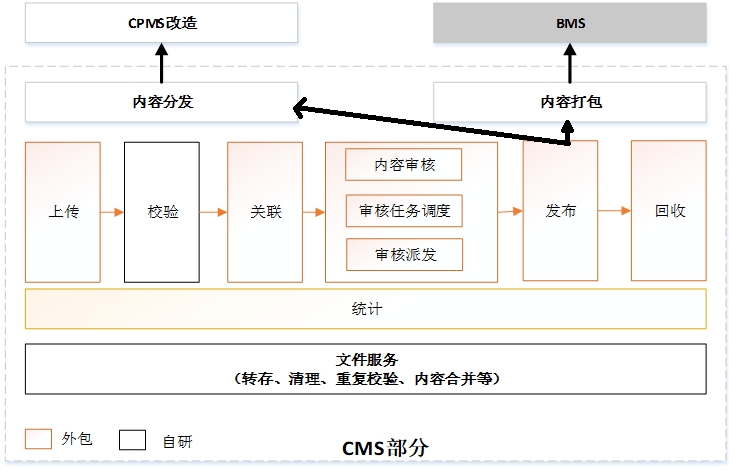 CPMS改造
BMS
内容分发
内容打包
上传
校验
关联
内容审核
审核任务调度
审核派发
发布
回收
统计
文件服务
（转存、清理、重复校验、内容合并等）
外包
自研
CMS部分